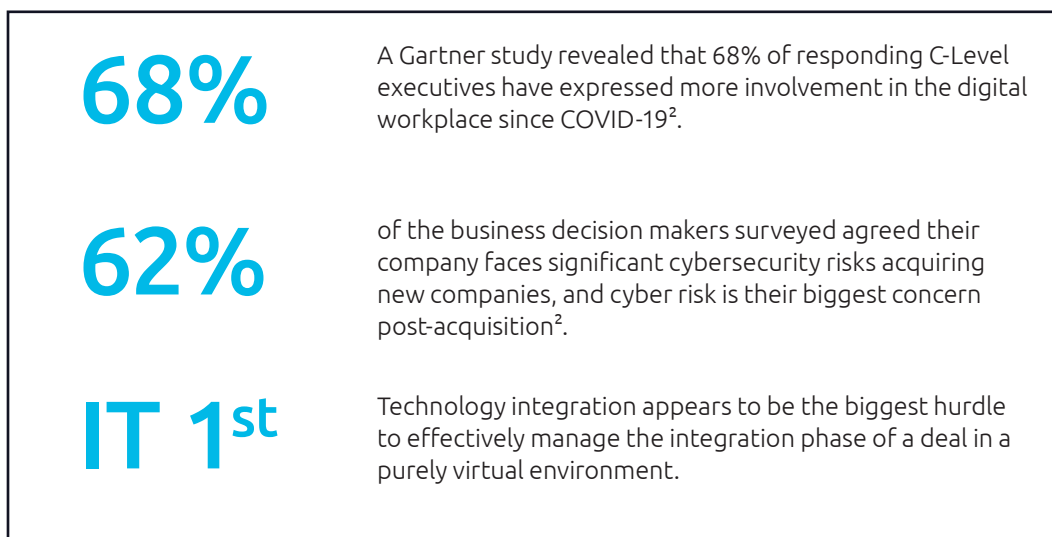 68%
A Gartner study revealed that 68% of responding C-Level
executives have expressed more involvement in the digital
workplace since COVID-19².
62%
of the business decision makers surveyed agreed their
company faces significant cybersecurity risks acquiring
new companies, and cyber risk is their biggest concern
post-acquisition².
IT 1st
Technology integration appears to be the biggest hurdle
to effectively manage the integration phase of a deal in a
purely virtual environment.